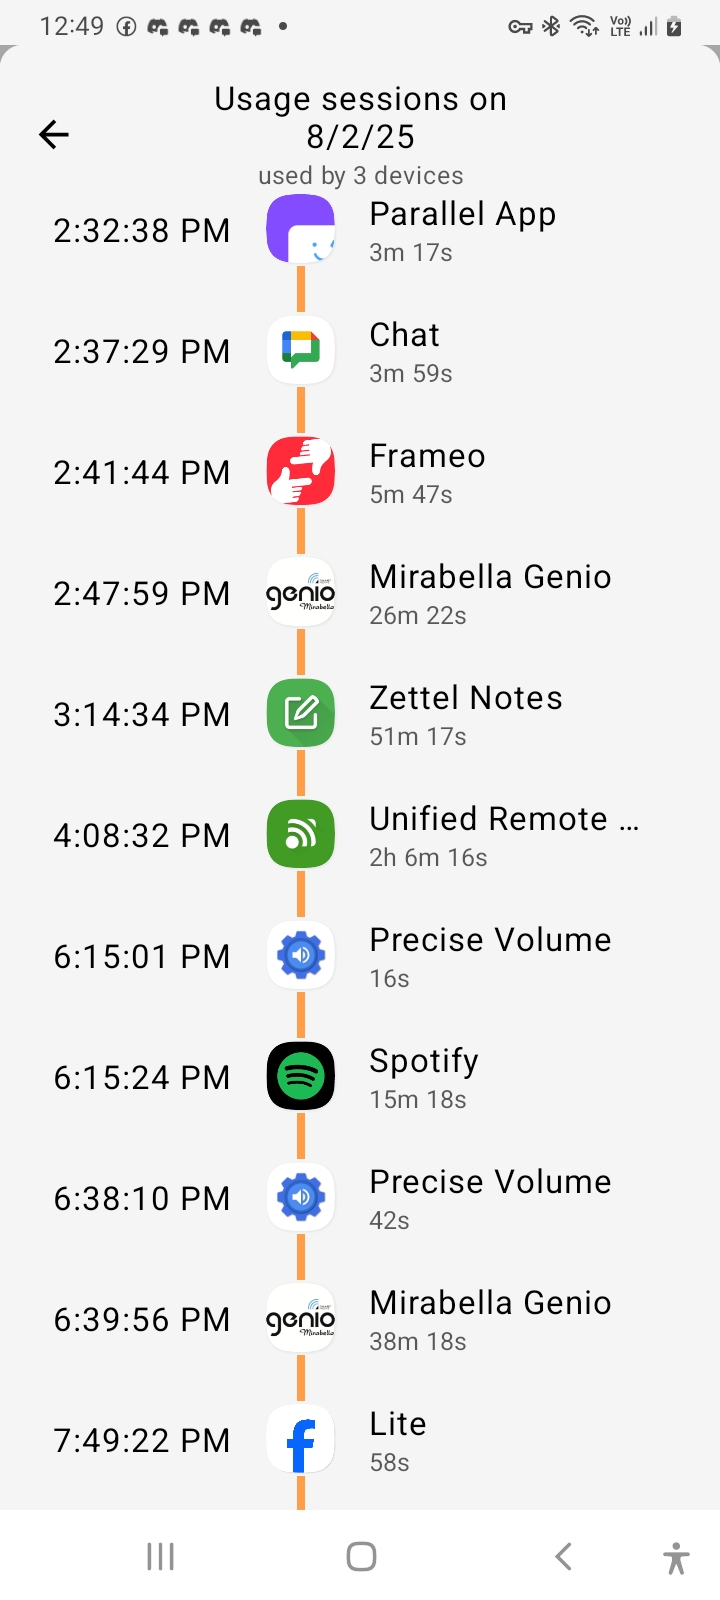 12:49
Vo))
LTE
Usage sessions on
8/2/25
used by 3 devices
2:32:38 PM
Parallel App
3m 17s
2:37:29 PM
Chat
3m 59s
2:41:44 PM
Frameo
5m 47s
2:47:59 PM
genio
Mirabella
Mirabella Genio
26m 22s
3:14:34 PM
Zettel Notes
51m 17s
4:08:32 PM
Unified Remote ...
2h 6m 16s
6:15:01 PM
Precise Volume
16s
6:15:24 PM
Spotify
15m 18s
6:38:10 PM
Precise Volume
42s
6:39:56 PM
genio
Mirabella
Mirabella Genio
38m 18s
7:49:22 PM
Lite
58s